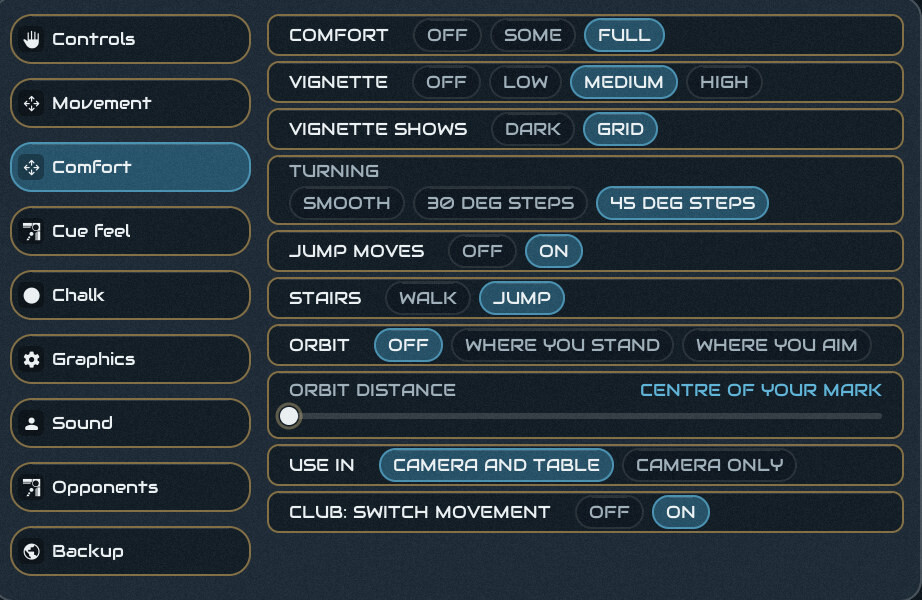 Controls
Movement
Comfort
Cue feel
Chalk
Graphics
Sound
Opponents
Backup
COMFORT OFF SOME FULL
VIGNETTE OFF LOW MEDIUM HIGH
VIGNETTE SHOWS DARK GRID
TURNING
SMOOTH 30 DEG STEPS 45 DEG STEPS
JUMP MOVES OFF ON
STAIRS WALK JUMP
ORBIT OFF WHERE YOU STAND WHERE YOU AIM
ORBIT DISTANCE CENTRE OF YOUR MARK
USE IN CAMERA AND TABLE CAMERA ONLY
CLUB: SWITCH MOVEMENT OFF ON